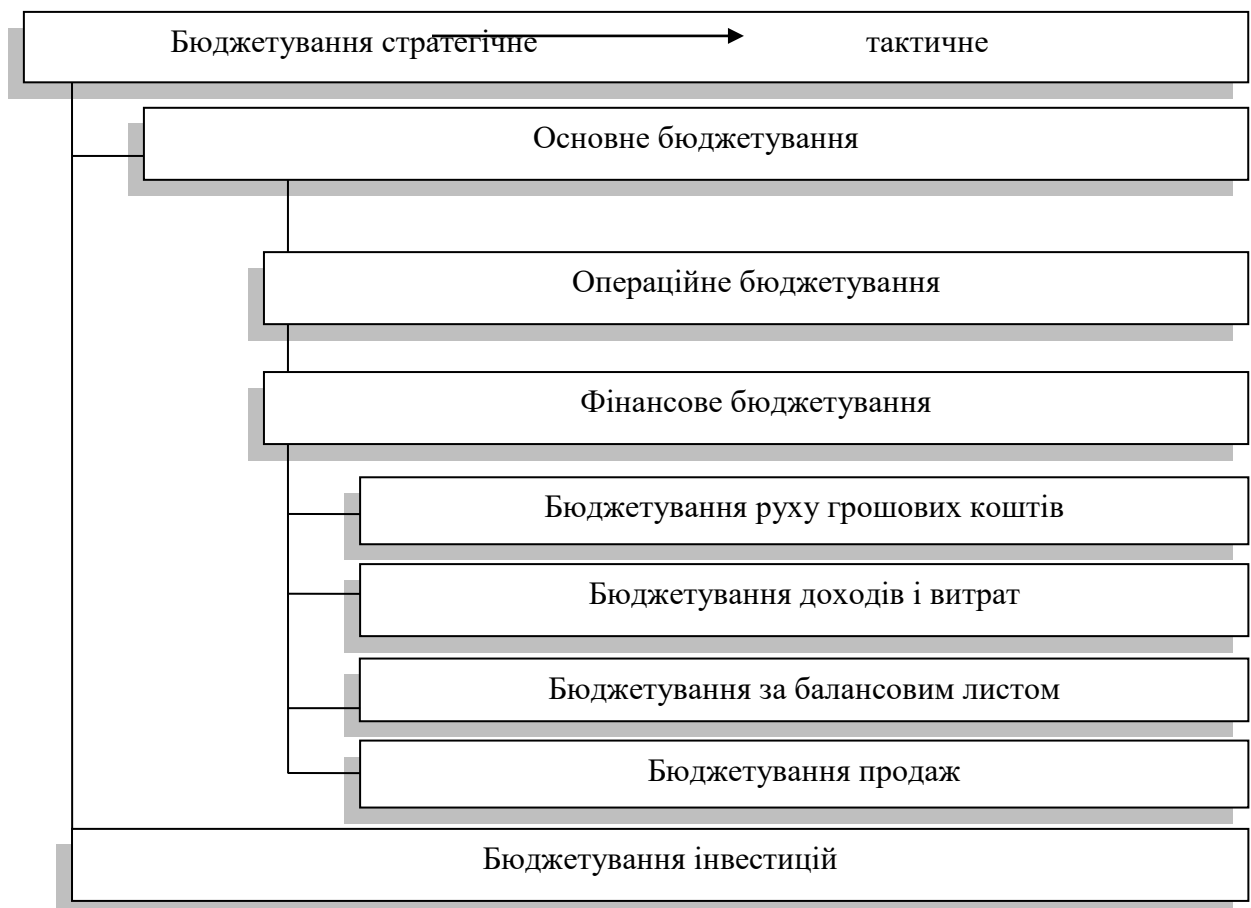 Бюджетування стратегічне тактичне
Основне бюджетування
Операційне бюджетування
Фінансове бюджетування
Бюджетування руху грошових коштів
Бюджетування доходів і витрат
Бюджетування за балансовим листом
Бюджетування продаж
Бюджетування інвестицій